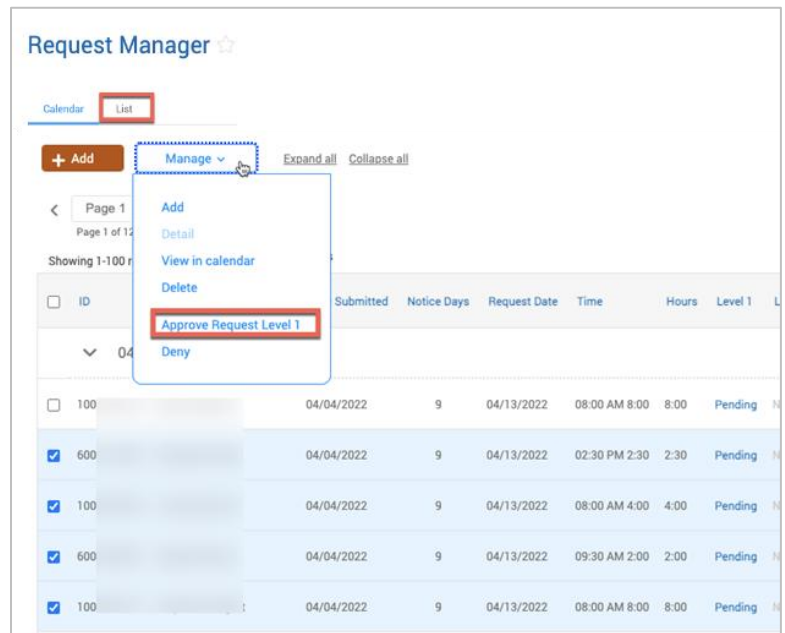 Request Manager
Calendar List
+ Add Manage Expand all Collapse all
Page 1 Add
Page 1 of 12 Detail
Showing 1-100 r View in calendar s
Delete
ID Submitted Notice Days Request Date Time Hours Level 1 L
Approve Request Level 1
04 Deny
100 04/04/2022 9 04/13/2022 08:00 AM 8:00 8:00 Pending N
600 04/04/2022 9 04/13/2022 02:30 PM 2:30 2:30 Pending N
100 04/04/2022 9 04/13/2022 08:00 AM 4:00 4:00 Pending N
600 04/04/2022 9 04/13/2022 09:30 AM 2:00 2:00 Pending N
100 04/04/2022 9 04/13/2022 08:00 AM 8:00 8:00 Pending N